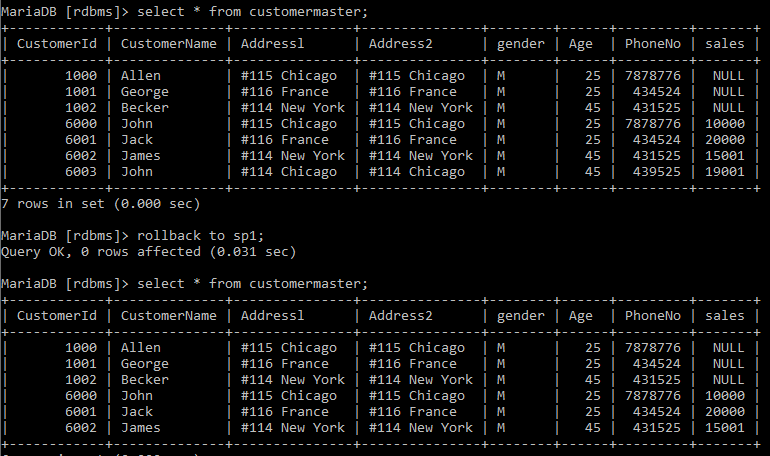 MariaDB [rdbms]> select * from customermaster;
+------------+--------------+---------------+---------------+--------+------+---------+-------+
| CustomerId | CustomerName | Addressl | Address2 | gender | Age | PhoneNo | sales |
+------------+--------------+---------------+---------------+--------+------+---------+-------+
| 1000 | Allen | #115 Chicago | #115 Chicago | M | 25 | 7878776 | NULL |
| 1001 | George | #116 France | #116 France | M | 25 | 434524 | NULL |
| 1002 | Becker | #114 New York | #114 New York | M | 45 | 431525 | NULL |
| 6000 | John | #115 Chicago | #115 Chicago | M | 25 | 7878776 | 10000 |
| 6001 | Jack | #116 France | #116 France | M | 25 | 434524 | 20000 |
| 6002 | James | #114 New York | #114 New York | M | 45 | 431525 | 15001 |
| 6003 | John | #114 Chicago | #114 Chicago | M | 45 | 439525 | 19001 |
+------------+--------------+---------------+---------------+--------+------+---------+-------+
7 rows in set (0.000 sec)
MariaDB [rdbms]> rollback to sp1;
Query OK, 0 rows affected (0.031 sec)
MariaDB [rdbms]> select * from customermaster;
+------------+--------------+---------------+---------------+--------+------+---------+-------+
| CustomerId | CustomerName | Addressl | Address2 | gender | Age | PhoneNo | sales |
+------------+--------------+---------------+---------------+--------+------+---------+-------+
| 1000 | Allen | #115 Chicago | #115 Chicago | M | 25 | 7878776 | NULL |
| 1001 | George | #116 France | #116 France | M | 25 | 434524 | NULL |
| 1002 | Becker | #114 New York | #114 New York | M | 45 | 431525 | NULL |
| 6000 | John | #115 Chicago | #115 Chicago | M | 25 | 7878776 | 10000 |
| 6001 | Jack | #116 France | #116 France | M | 25 | 434524 | 20000 |
| 6002 | James | #114 New York | #114 New York | M | 45 | 431525 | 15001 |
+------------+--------------+---------------+---------------+--------+------+---------+-------+